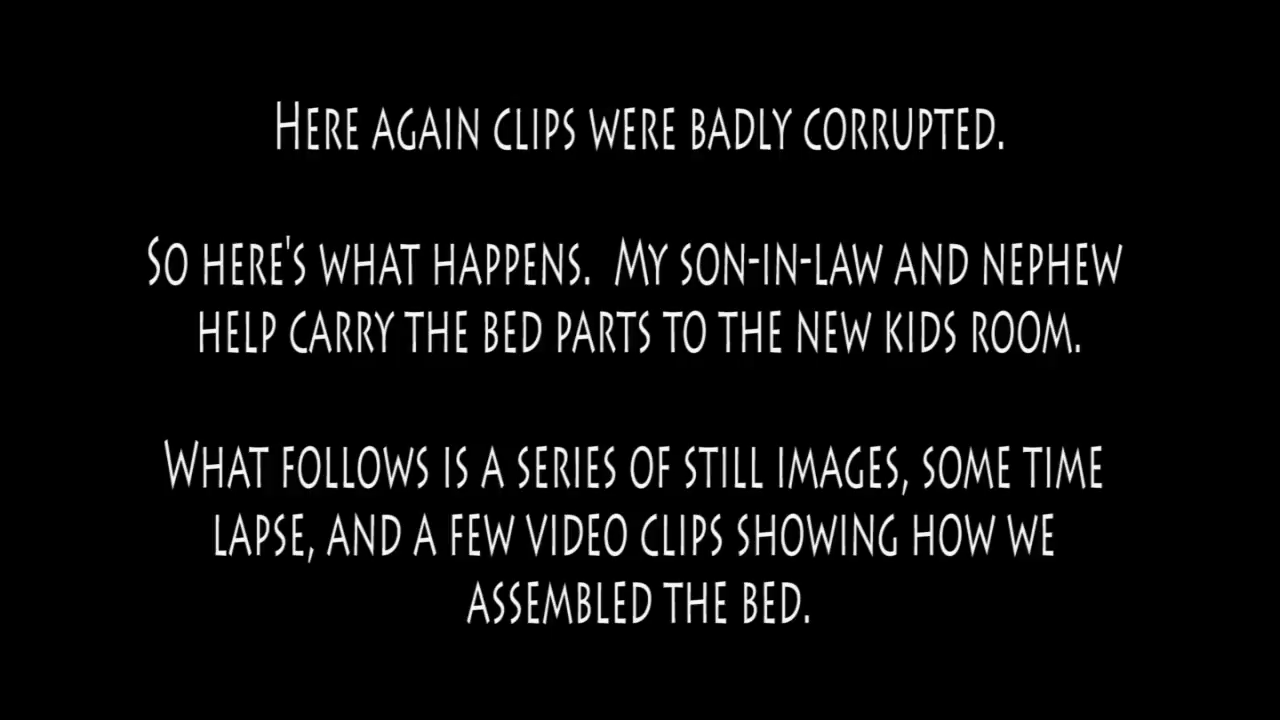 Here again clips were badly corrupted.
So here's what happens.  My son-in-law and nephew
help carry the bed parts to the new kids room.
What follows is a series of still images, some time
lapse, and a few video clips showing how we
assembled the bed.